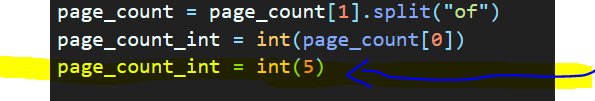 page_count = page_count[1].split("of")
page_count_int = int(page_count[0])
page_count_int = int(5)